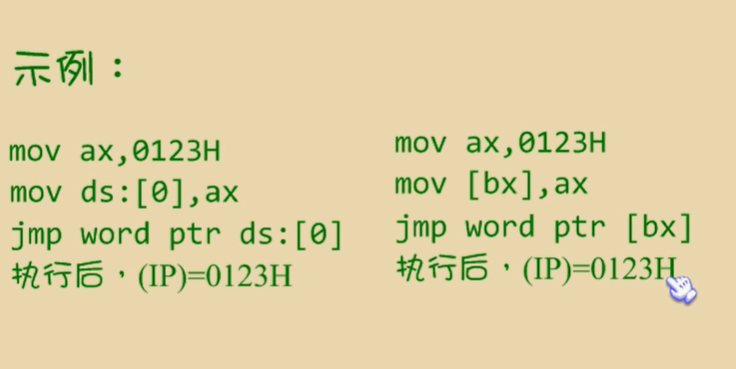 示例：
mov ax,0123H
mov ds:[0],ax
jmp word ptr ds:[0]
执行后，(IP)=0123H
mov ax,0123H
mov [bx],ax
jmp word ptr [bx]
执行后，(IP)=0123H